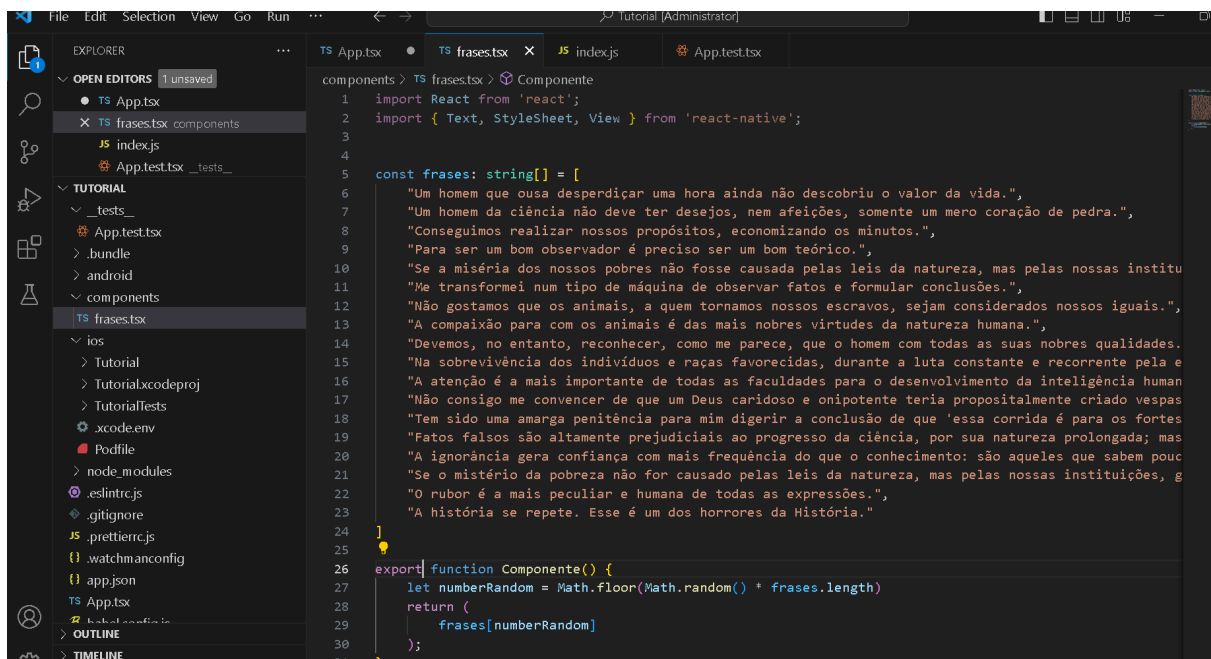 File Edit Selection View Go Run ··· Tutorial [Administrator]
EXPLORER ···
OPEN EDITORS 1 unsaved
TS App.tsx
TS frases.tsx components
JS index.js
App.test.tsx __tests__
TUTORIAL
__tests__
App.test.tsx
.bundle
android
components
TS frases.tsx
ios
Tutorial
Tutorial.xcodeproj
TutorialTests
.xcode.env
Podfile
node_modules
.eslintrc.js
.gitignore
JS .prettierrc.js
{} .watchmanconfig
{} app.json
TS App.tsx
babel.config.js
OUTLINE
TIMELINE
TS App.tsx TS frases.tsx JS index.js App.test.tsx
components > TS frases.tsx > Componente
1 import React from 'react';
2 import { Text, StyleSheet, View } from 'react-native';
3
4
5 const frases: string[] = [
6 "Um homem que ousa desperdiçar uma hora ainda não descobriu o valor da vida.",
7 "Um homem da ciência não deve ter desejos, nem afeições, somente um mero coração de pedra.",
8 "Conseguimos realizar nossos propósitos, economizando os minutos.",
9 "Para ser um bom observador é preciso ser um bom teórico.",
10 "Se a miséria dos nossos pobres não fosse causada pelas leis da natureza, mas pelas nossas institu
11 "Me transformei num tipo de máquina de observar fatos e formular conclusões.",
12 "Não gostamos que os animais, a quem tornamos nossos escravos, sejam considerados nossos iguais.",
13 "A compaixão para com os animais é das mais nobres virtudes da natureza humana.",
14 "Devemos, no entanto, reconhecer, como me parece, que o homem com todas as suas nobres qualidades.
15 "Na sobrevivência dos indivíduos e raças favorecidas, durante a luta constante e recorrente pela e
16 "A atenção é a mais importante de todas as faculdades para o desenvolvimento da inteligência human
17 "Não consigo me convencer de que um Deus caridoso e onipotente teria propositalmente criado vespas
18 "Tem sido uma amarga penitência para mim digerir a conclusão de que 'essa corrida é para os fortes
19 "Fatos falsos são altamente prejudiciais ao progresso da ciência, por sua natureza prolongada; mas
20 "A ignorância gera confiança com mais frequência do que o conhecimento: são aqueles que sabem pouc
21 "Se o mistério da pobreza não for causado pelas leis da natureza, mas pelas nossas instituições, g
22 "O rubor é a mais peculiar e humana de todas as expressões.",
23 "A história se repete. Esse é um dos horrores da História."
24 ]
25
26 export function Componente() {
27 let numberRandom = Math.floor(Math.random() * frases.length)
28 return (
29 frases[numberRandom]
30 );